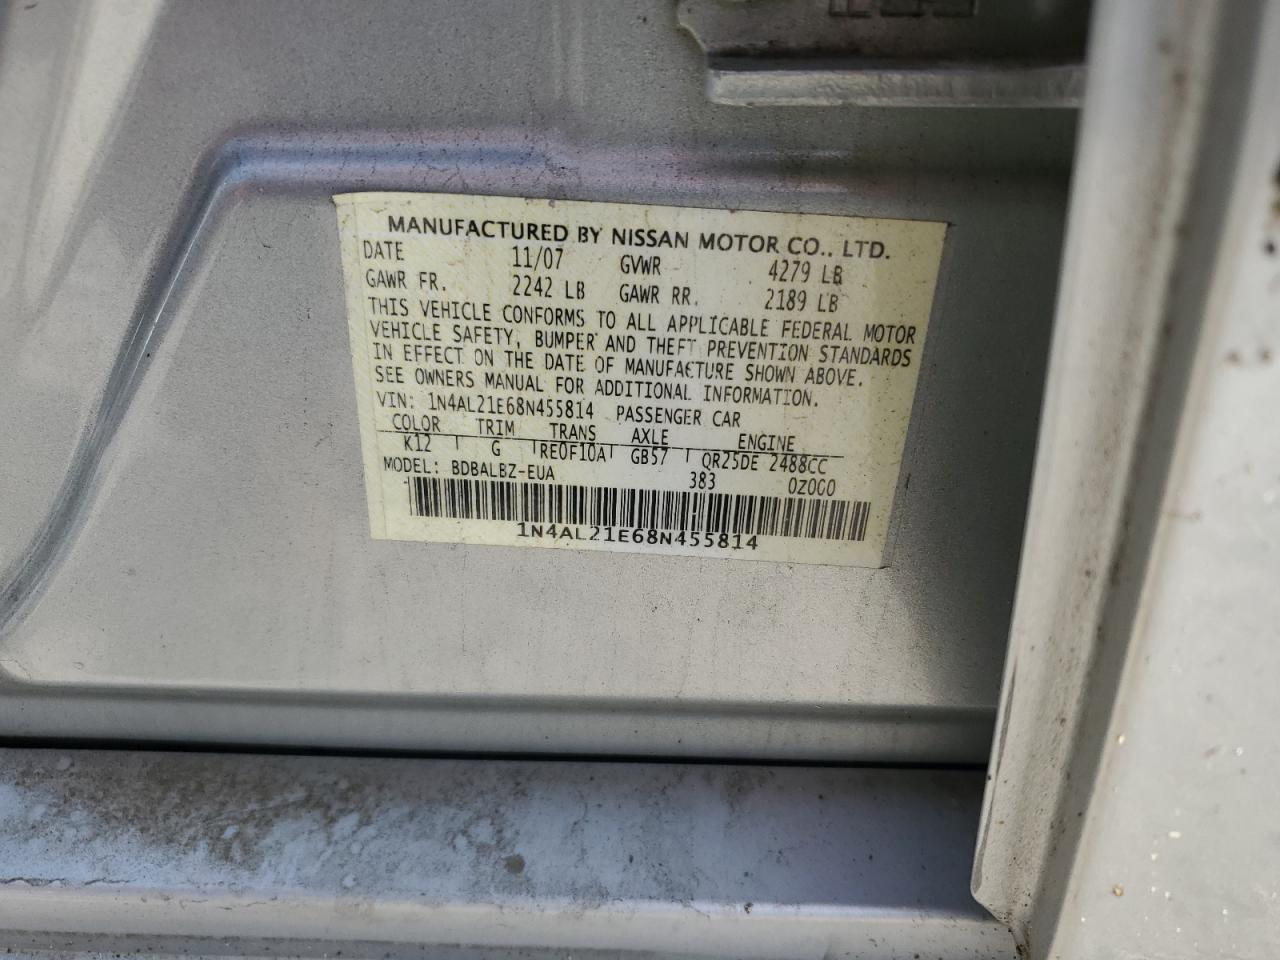 MANUFACTURED BY NISSAN MOTOR CO., LTD.
DATE 11/07 GVWR 4279 LB
GAWR FR. 2242 LB GAWR RR. 2189 LB
THIS VEHICLE CONFORMS TO ALL APPLICABLE FEDERAL MOTOR
VEHICLE SAFETY, BUMPER AND THEFT PREVENTION STANDARDS
IN EFFECT ON THE DATE OF MANUFACTURE SHOWN ABOVE.
SEE OWNERS MANUAL FOR ADDITIONAL INFORMATION.
VIN: 1N4AL21E68N455814 PASSENGER CAR
COLOR TRIM TRANS AXLE ENGINE
K12 G RE0F10A GB57 QR25DE 2488CC
MODEL: BDBALBZ-EUA 383 0Z0G0
1N4AL21E68N455814